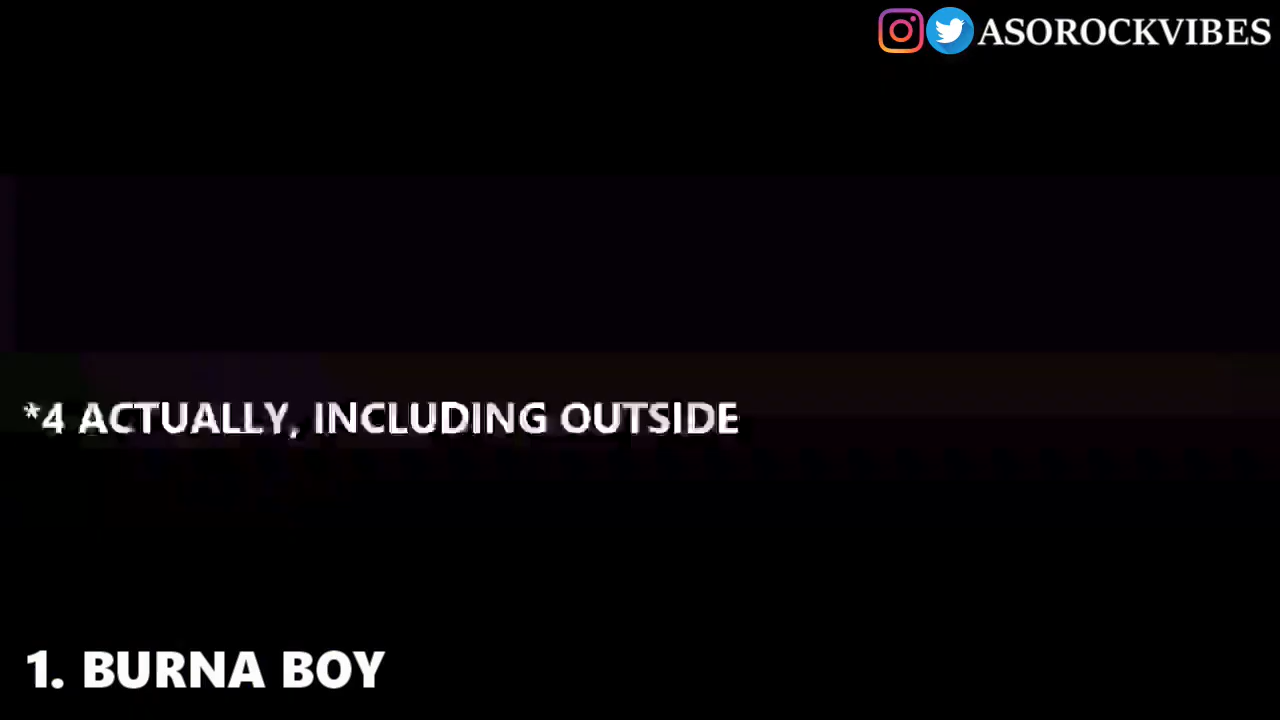 ASOROCKVIBES
*4 ACTUALLY, INCLUDING OUTSIDE
1. BURNA BOY